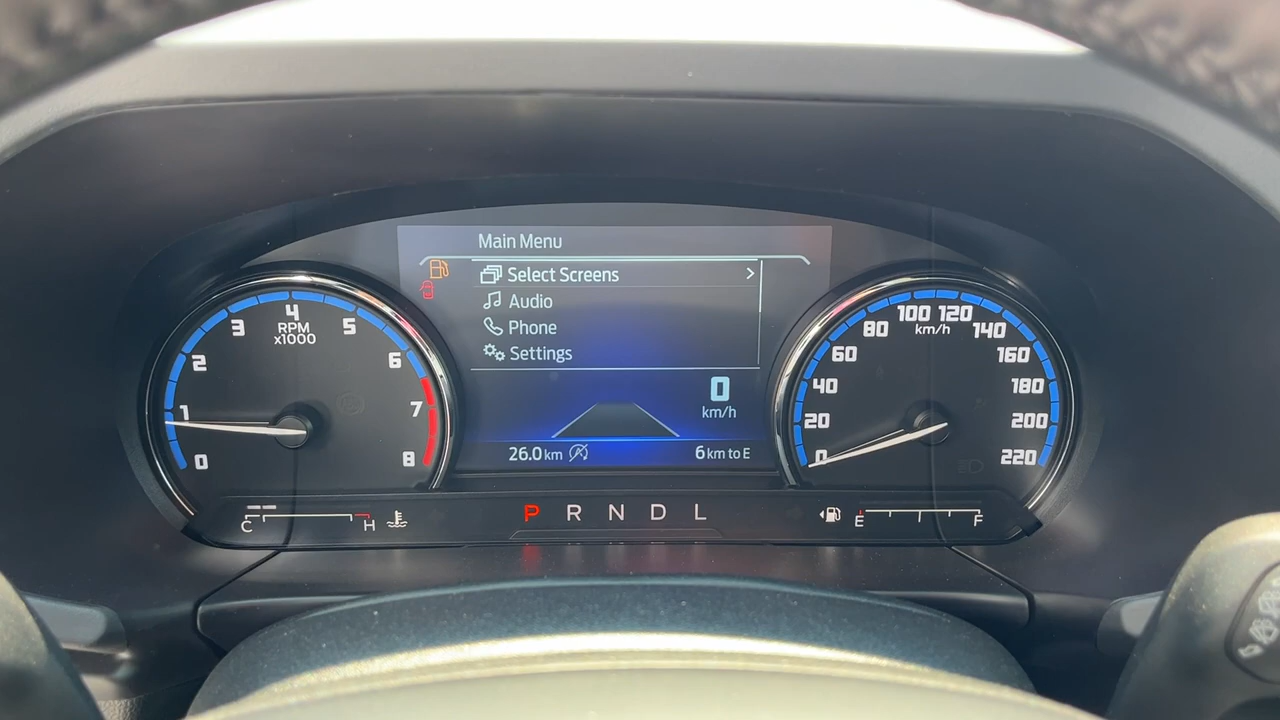 Main Menu
Select Screens >
Audio
Phone
Settings
0
km/h
26.0 km
6 km to E
0 1 2 3 4 5 6 7 8
RPM
x1000
0 20 40 60 80 100 120 140 160 180 200 220
km/h
C H
P R N D L
E F